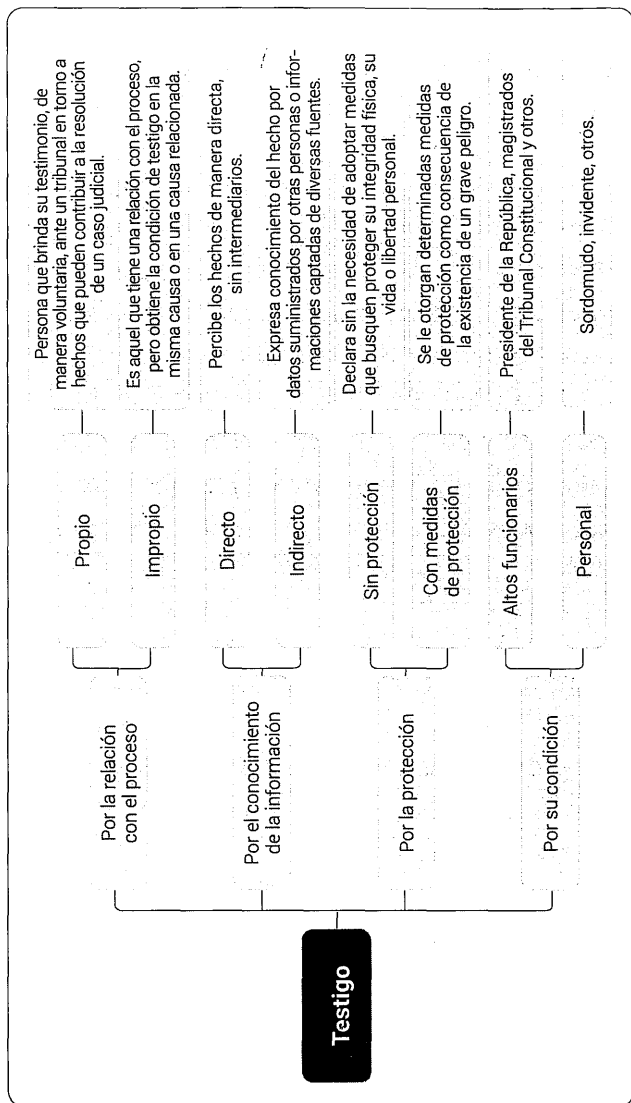 Testigo
Por la relación
con el proceso
Propio
Persona que brinda su testimonio, de
manera voluntaria, ante un tribunal en torno a
hechos que pueden contribuir a la resolución
de un caso judicial.
Impropio
Es aquel que tiene una relación con el proceso,
pero obtiene la condición de testigo en la
misma causa o en una causa relacionada.
Por el conocimiento
de la información
Directo
Percibe los hechos de manera directa,
sin intermediarios.
Indirecto
Expresa conocimiento del hecho por
datos suministrados por otras personas o infor-
maciones captadas de diversas fuentes.
Por la protección
Sin protección
Declara sin la necesidad de adoptar medidas
que busquen proteger su integridad física, su
vida o libertad personal.
Con medidas
de protección
Se le otorgan determinadas medidas
de protección como consecuencia de
la existencia de un grave peligro.
Por su condición
Altos funcionarios
Presidente de la República, magistrados
del Tribunal Constitucional y otros.
Personal
Sordomudo, invidente, otros.